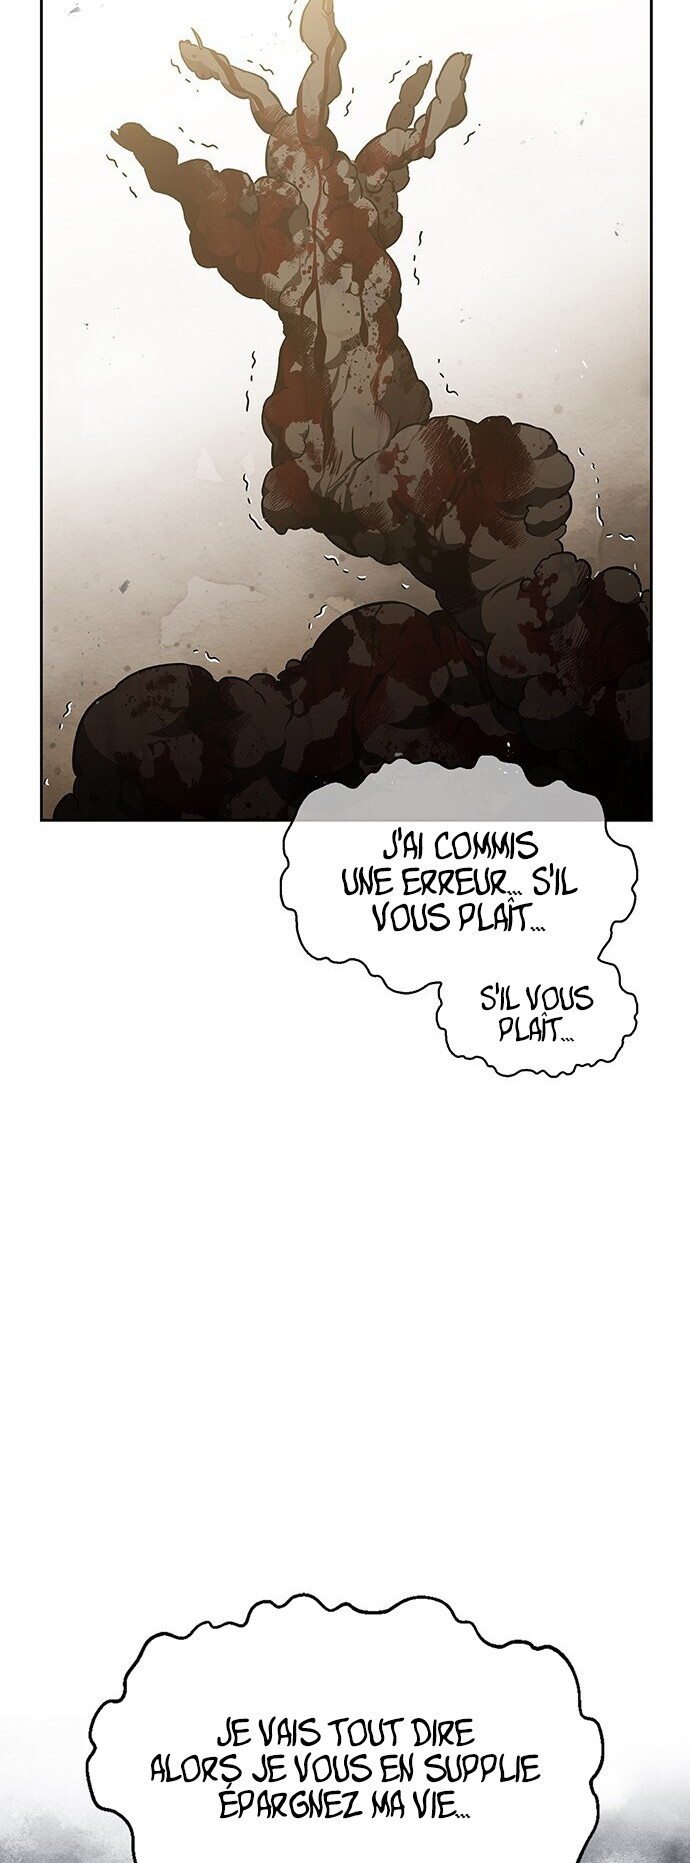 J'AI COMMIS
UNE ERREUR... S'IL
VOUS PLAÎT...
S'IL VOUS
PLAÎT...
JE VAIS TOUT DIRE
ALORS JE VOUS EN SUPPLIE
ÉPARGNEZ MA VIE...